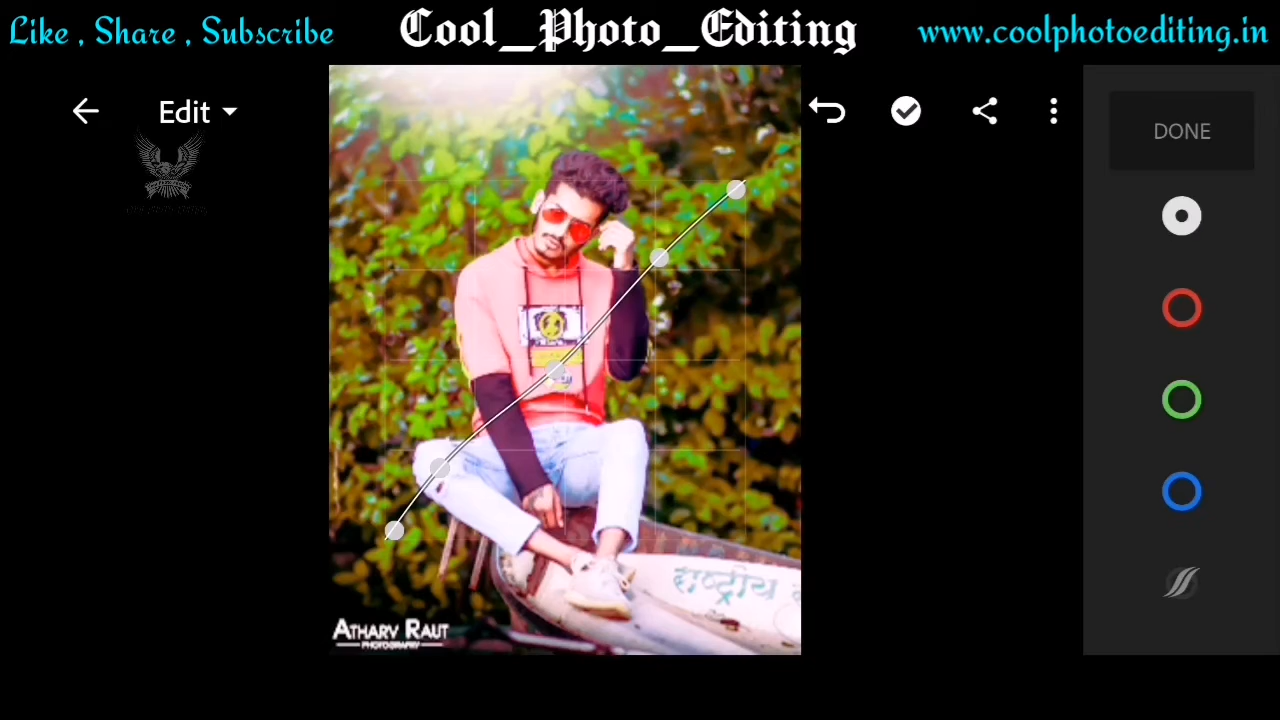 Like , Share , Subscribe
Cool_Photo_Editing
www.coolphotoediting.in
Edit
DONE
राष्ट्रीय
ATHARV RAUT
PHOTOGRAPHY